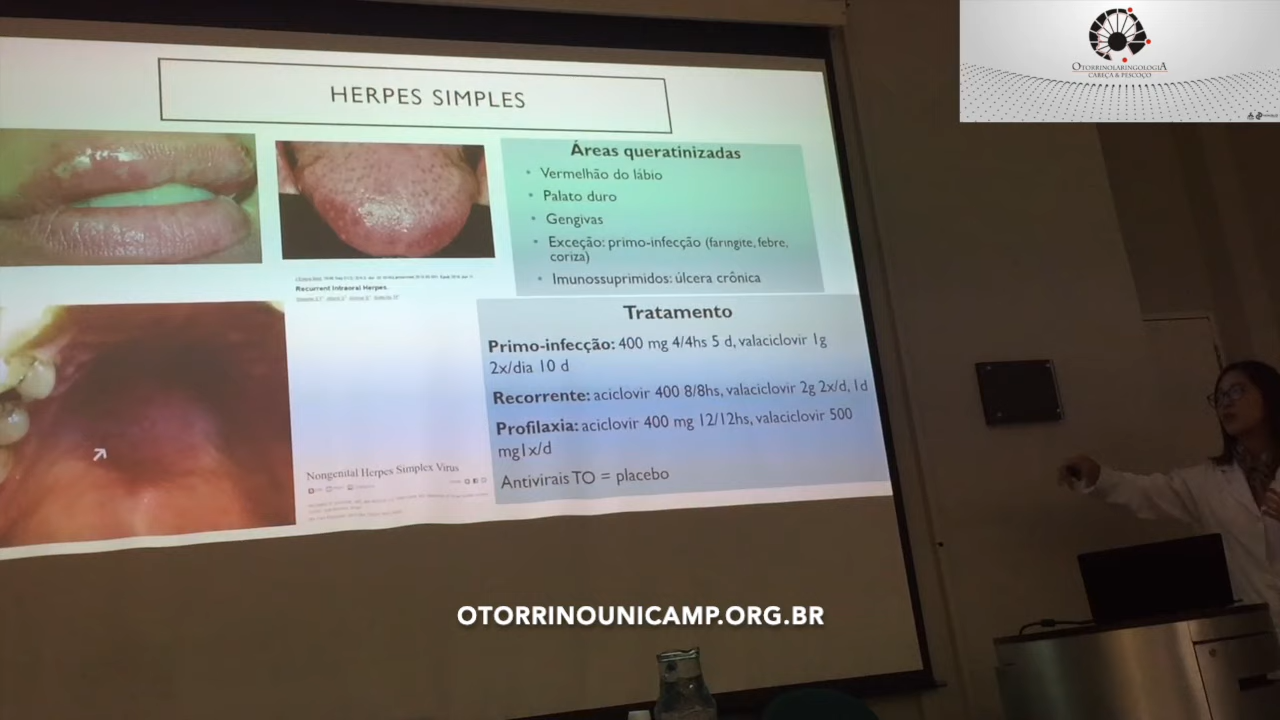 OTORRINOLARINGOLOGIA
CABEÇA & PESCOÇO
HERPES SIMPLES
Áreas queratinizadas
• Vermelhão do lábio
• Palato duro
• Gengivas
• Exceção: primo-infecção (faringite, febre,
coriza)
• Imunossuprimidos: úlcera crônica
Recurrent Intraoral Herpes.
Tratamento
Primo-infecção: 400 mg 4/4hs 5 d, valaciclovir 1g
2x/dia 10 d
Recorrente: aciclovir 400 8/8hs, valaciclovir 2g 2x/d, 1d
Profilaxia: aciclovir 400 mg 12/12hs, valaciclovir 500
mg1x/d
Antivirais TO = placebo
Nongenital Herpes Simplex Virus
OTORRINOUNICAMP.ORG.BR